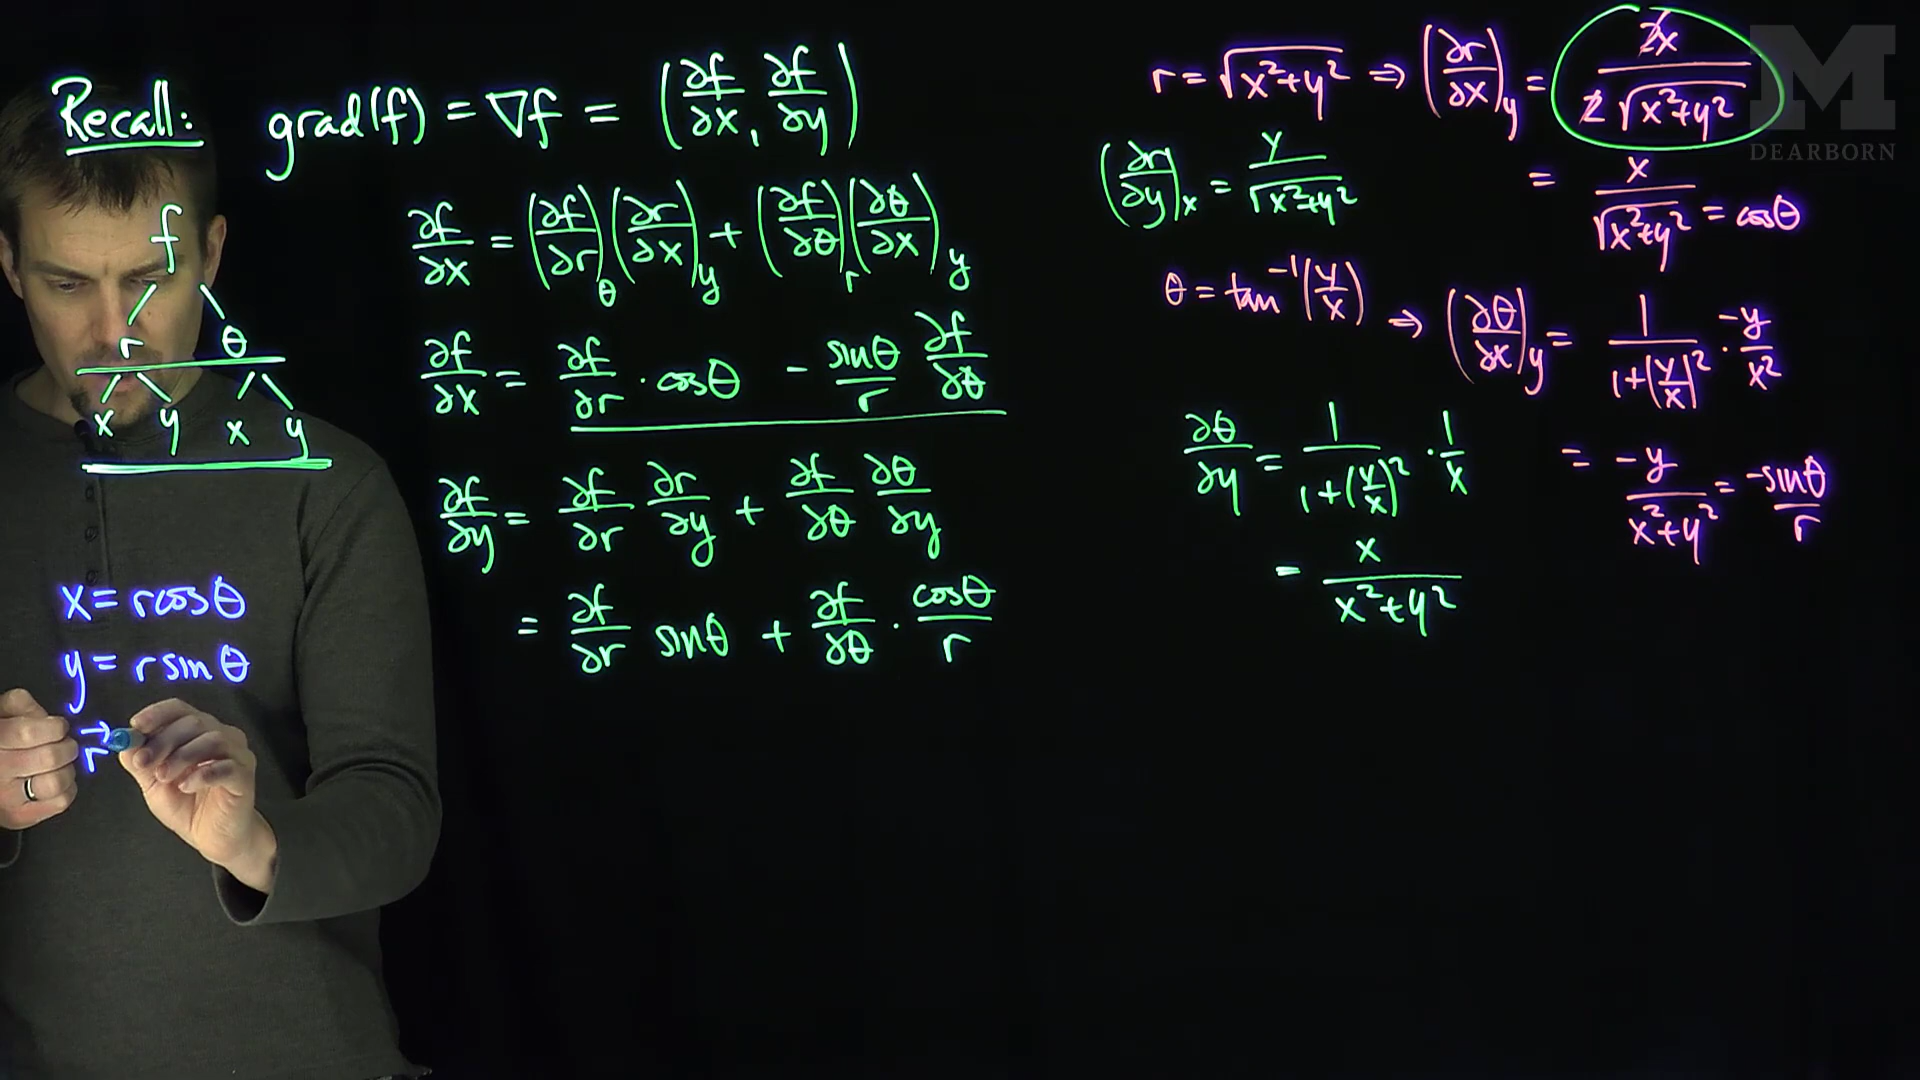 Recall: grad(f) = ∇f = (∂f/∂x, ∂f/∂y)
∂f/∂x = (∂f/∂r)_θ (∂r/∂x)_y + (∂f/∂θ)_r (∂θ/∂x)_y
∂f/∂x = ∂f/∂r · cosθ - sinθ/r ∂f/∂θ
∂f/∂y = ∂f/∂r ∂r/∂y + ∂f/∂θ ∂θ/∂y
= ∂f/∂r sinθ + ∂f/∂θ · cosθ/r
f
r θ
x y x y
x = rcosθ
y = r sinθ
r⃗
r = √(x²+y²) ⇒ (∂r/∂x)_y = 2x/(2√(x²+y²))
= x/√(x²+y²) = cosθ
(∂r/∂y)_x = y/√(x²+y²)
θ = tan⁻¹(y/x) ⇒ (∂θ/∂x)_y = 1/(1+(y/x)²) · -y/x²
= -y/(x²+y²) = -sinθ/r
∂θ/∂y = 1/(1+(y/x)²) · 1/x
= x/(x²+y²)
M
DEARBORN